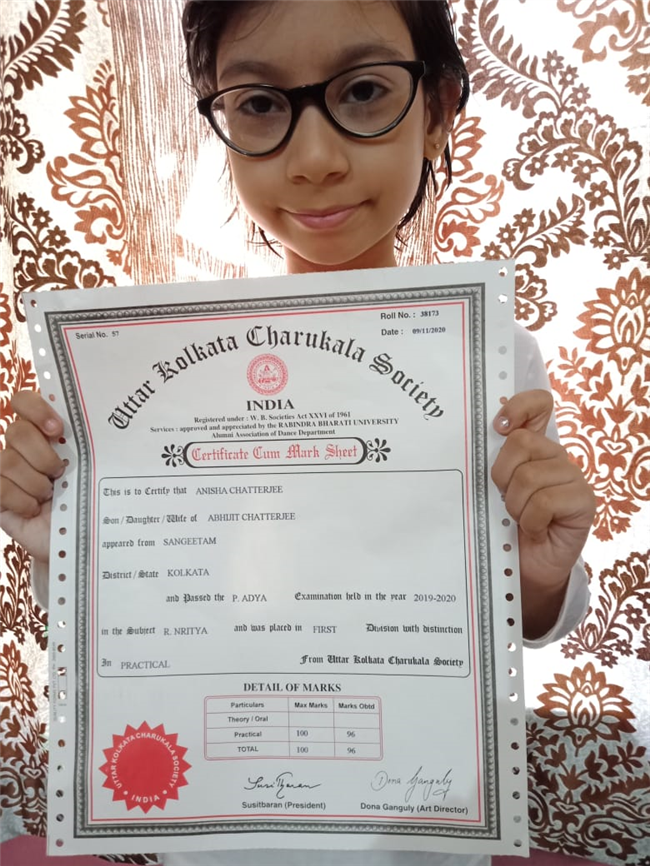 Serial No. 57
Roll No. : 38173
Date : 09/11/2020
Uttar Kolkata Charukala Society
INDIA
Registered under : W. B. Societies Act XXVI of 1961
Services : approved and appreciated by the RABINDRA BHARATI UNIVERSITY
Alumni Association of Dance Department
Certificate Cum Mark Sheet
This is to Certify that ANISHA CHATTERJEE
Son / Daughter / Wife of ABHIJIT CHATTERJEE
appeared from SANGEETAM
District / State KOLKATA
and Passed the P. ADYA Examination held in the year 2019-2020
in the Subject R. NRITYA and was placed in FIRST Division with distinction
In PRACTICAL From Uttar Kolkata Charukala Society
DETAIL OF MARKS
Particulars Max Marks Marks Obtd
Theory / Oral
Practical 100 96
TOTAL 100 96
UTTAR KOLKATA CHARUKALA SOCIETY
INDIA
Susitbaran
Dona Ganguly
Susitbaran (President)
Dona Ganguly (Art Director)